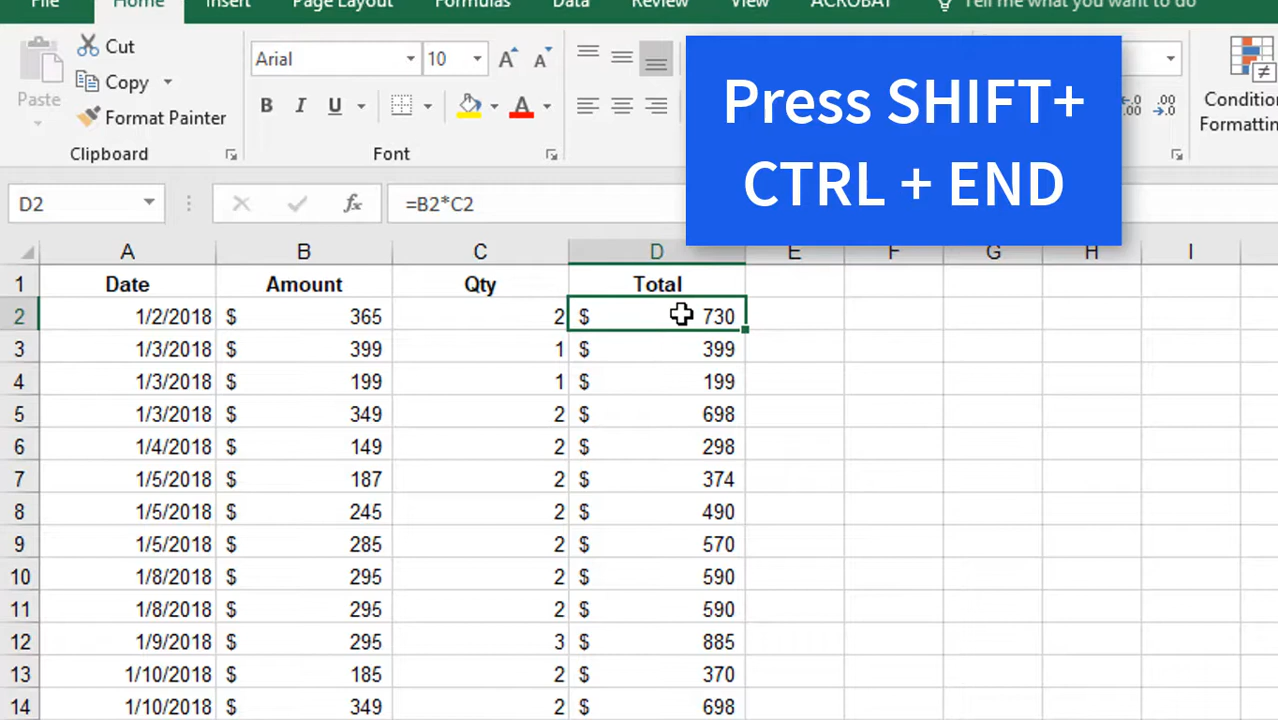 File Home Insert Page Layout Formulas Data Review View ACROBAT Tell me what you want to do
Cut
Copy
Format Painter
Paste
Clipboard
Arial 10
B I U A
Font
Press SHIFT+
CTRL + END
Condition
Formatting
D2 fx =B2*C2
A B C D E F G H I
1 Date Amount Qty Total
2 1/2/2018 $ 365 2 $ 730
3 1/3/2018 $ 399 1 $ 399
4 1/3/2018 $ 199 1 $ 199
5 1/3/2018 $ 349 2 $ 698
6 1/4/2018 $ 149 2 $ 298
7 1/5/2018 $ 187 2 $ 374
8 1/5/2018 $ 245 2 $ 490
9 1/5/2018 $ 285 2 $ 570
10 1/8/2018 $ 295 2 $ 590
11 1/8/2018 $ 295 2 $ 590
12 1/9/2018 $ 295 3 $ 885
13 1/10/2018 $ 185 2 $ 370
14 1/10/2018 $ 349 2 $ 698